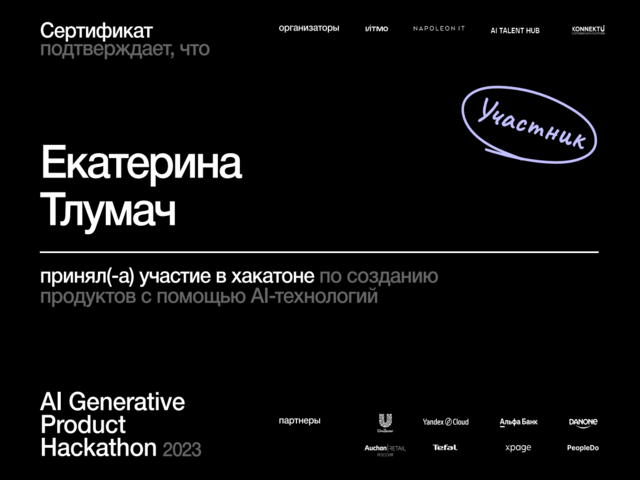 Сертификат
подтверждает, что
организаторы
ИТМО
NAPOLEON IT
AI TALENT HUB
KONNEKTU
Участник
Екатерина
Тлумач
принял(-а) участие в хакатоне по созданию
продуктов с помощью AI-технологий
AI Generative
Product
Hackathon 2023
партнеры
Unilever
Yandex Cloud
Альфа Банк
DANONE
Auchan RETAIL
РОССИЯ
Tefal
xpage
PeopleDo